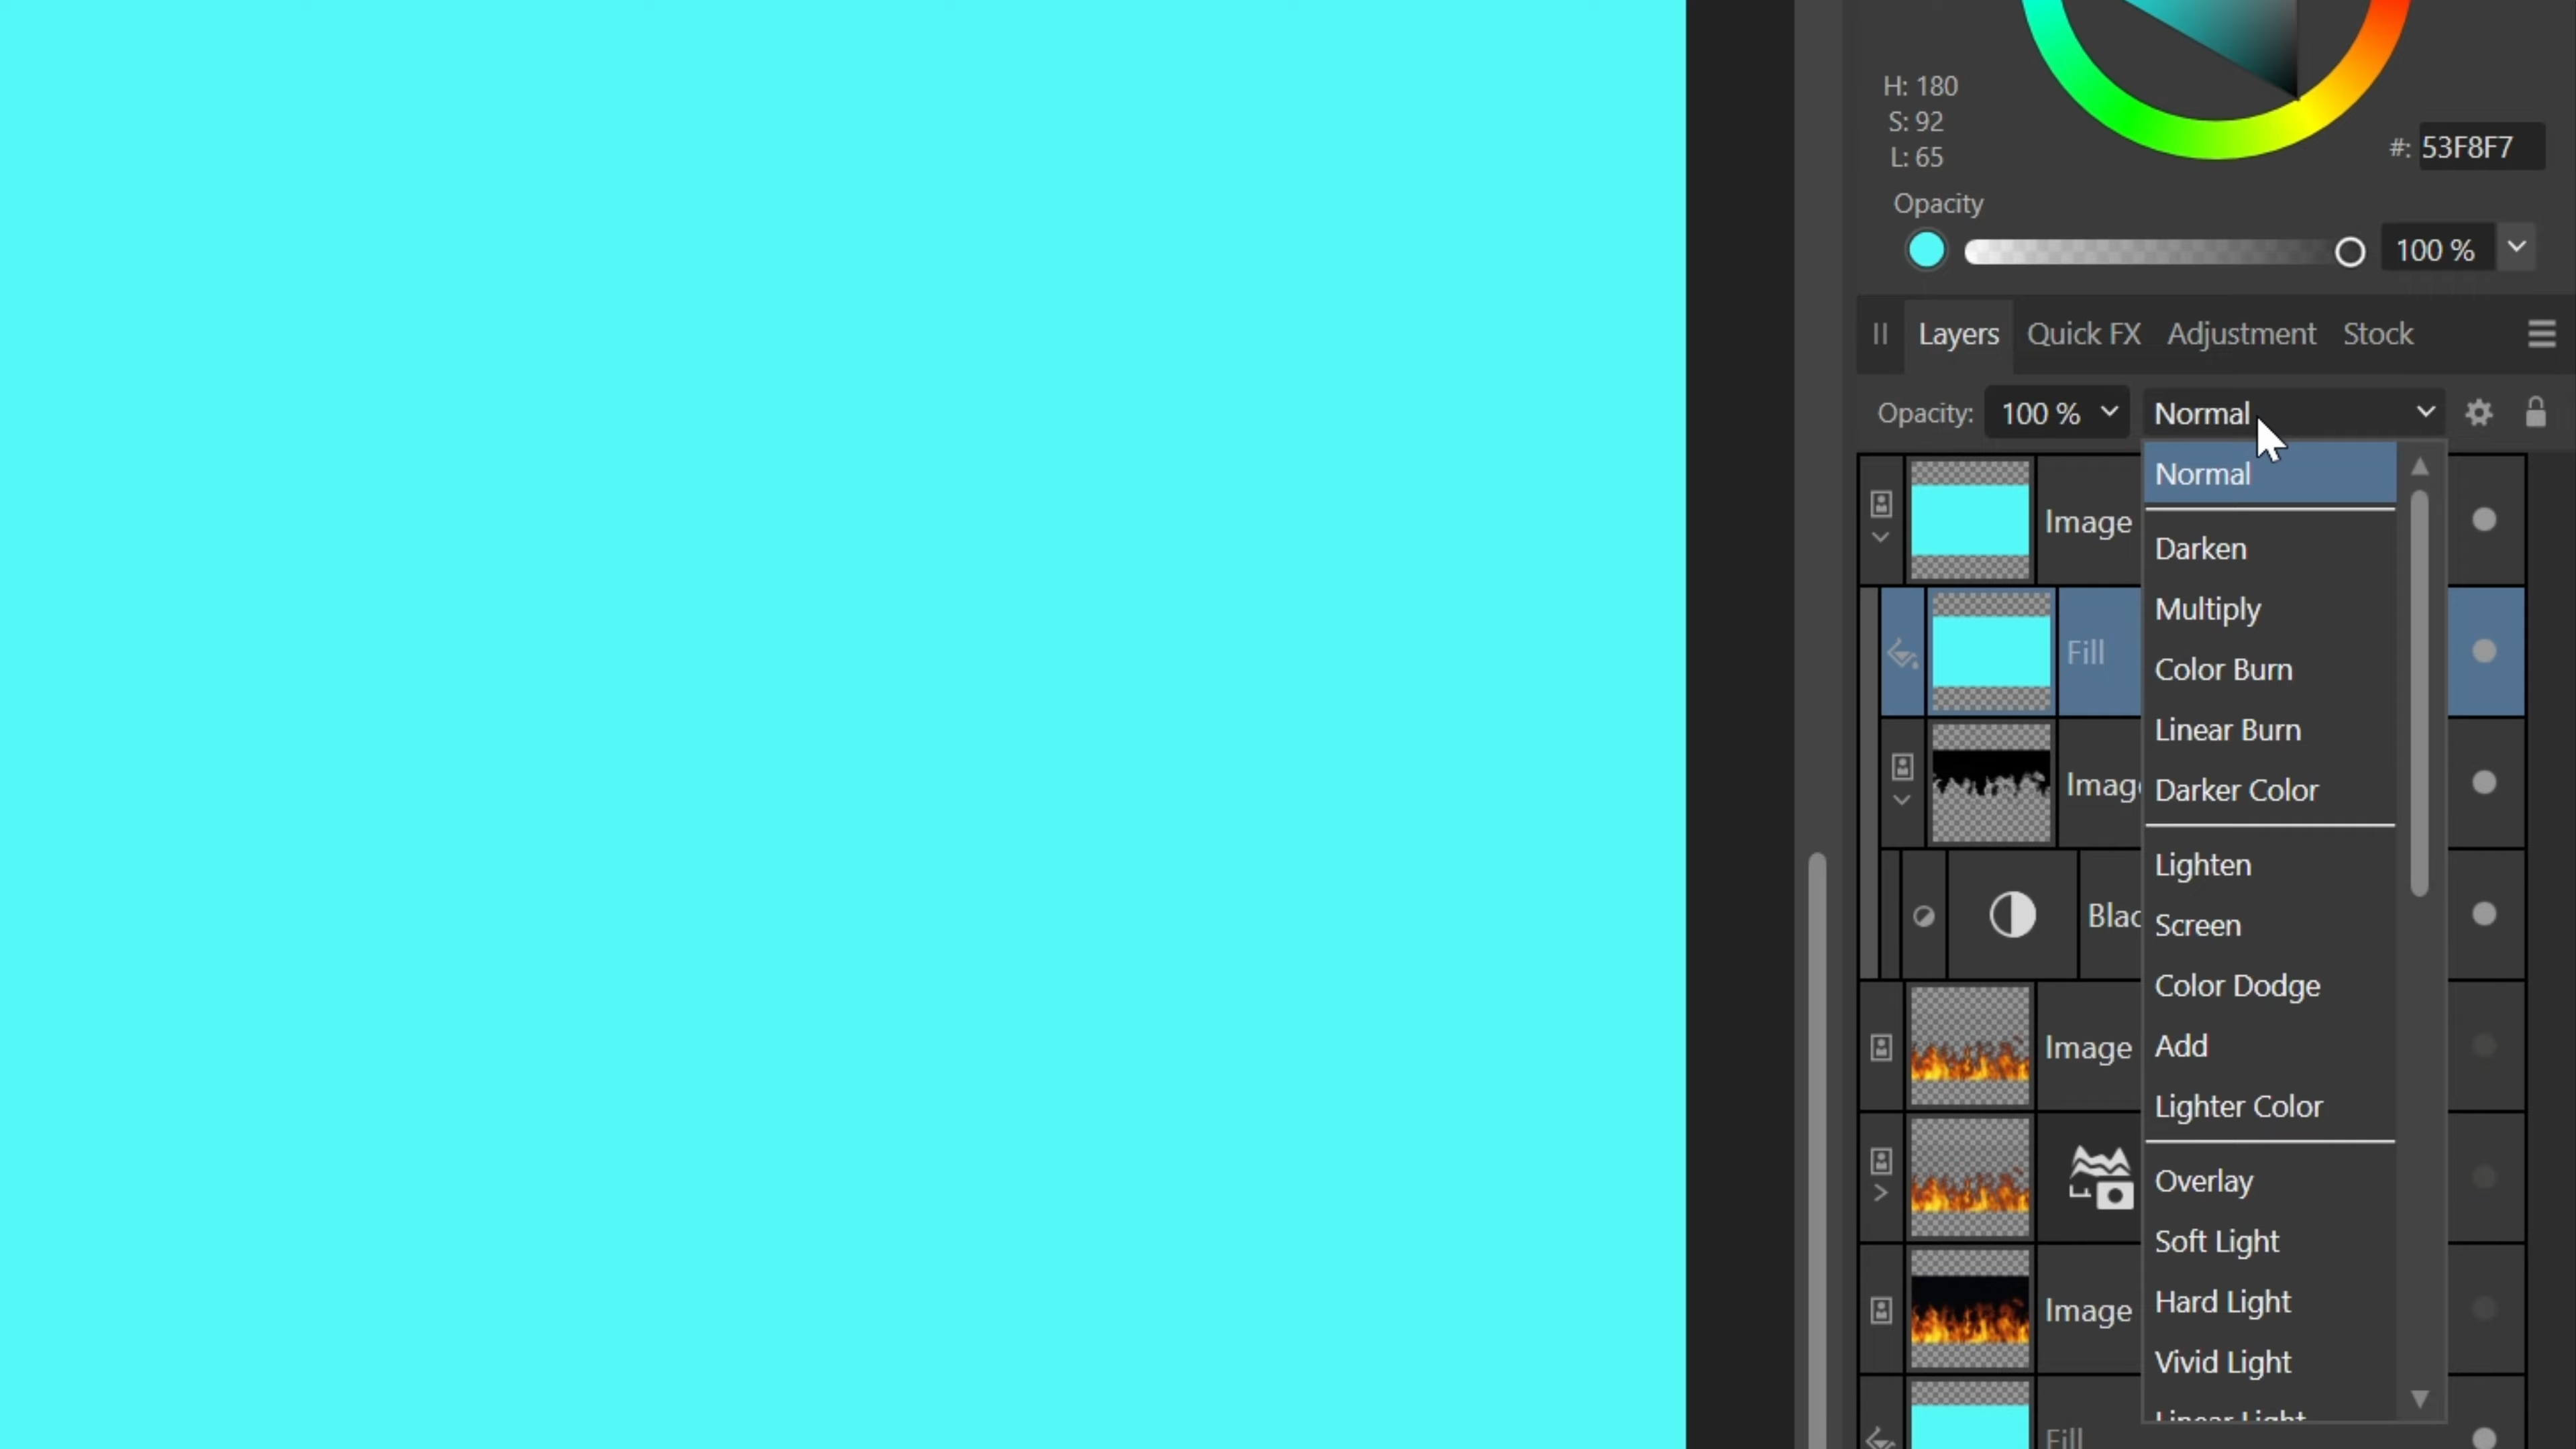 H: 180
S: 92
L: 65
#: 53F8F7
Opacity
100 %
Layers Quick FX Adjustment Stock
Opacity: 100 % Normal
Normal
Image
Darken
Multiply
Fill
Color Burn
Linear Burn
Image
Darker Color
Lighten
Blac
Screen
Color Dodge
Image
Add
Lighter Color
Overlay
Soft Light
Image
Hard Light
Vivid Light
Linear Light
Fill